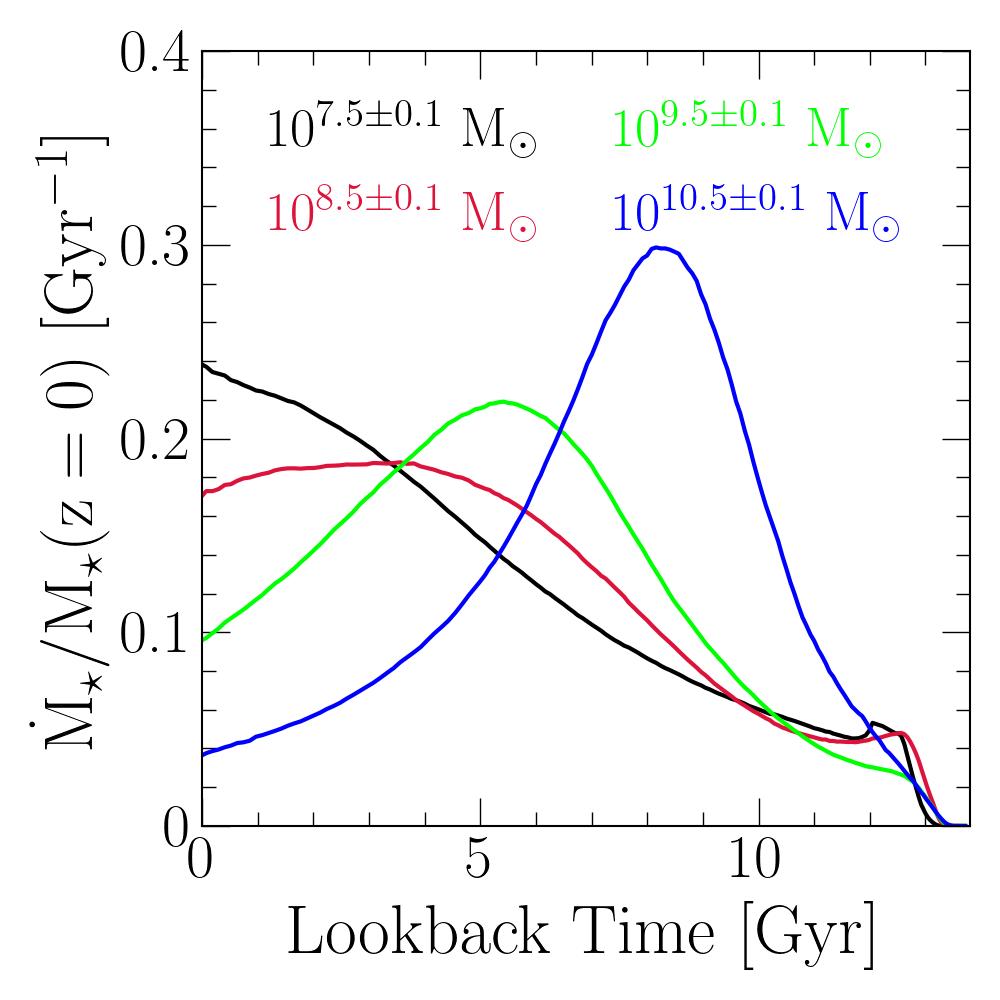 0.4
10^{7.5±0.1} M_⊙
10^{9.5±0.1} M_⊙
10^{8.5±0.1} M_⊙
10^{10.5±0.1} M_⊙
0.3
0.2
0.1
0
Ṁ_⋆/M_⋆(z = 0) [Gyr^{−1}]
0 5 10
Lookback Time [Gyr]